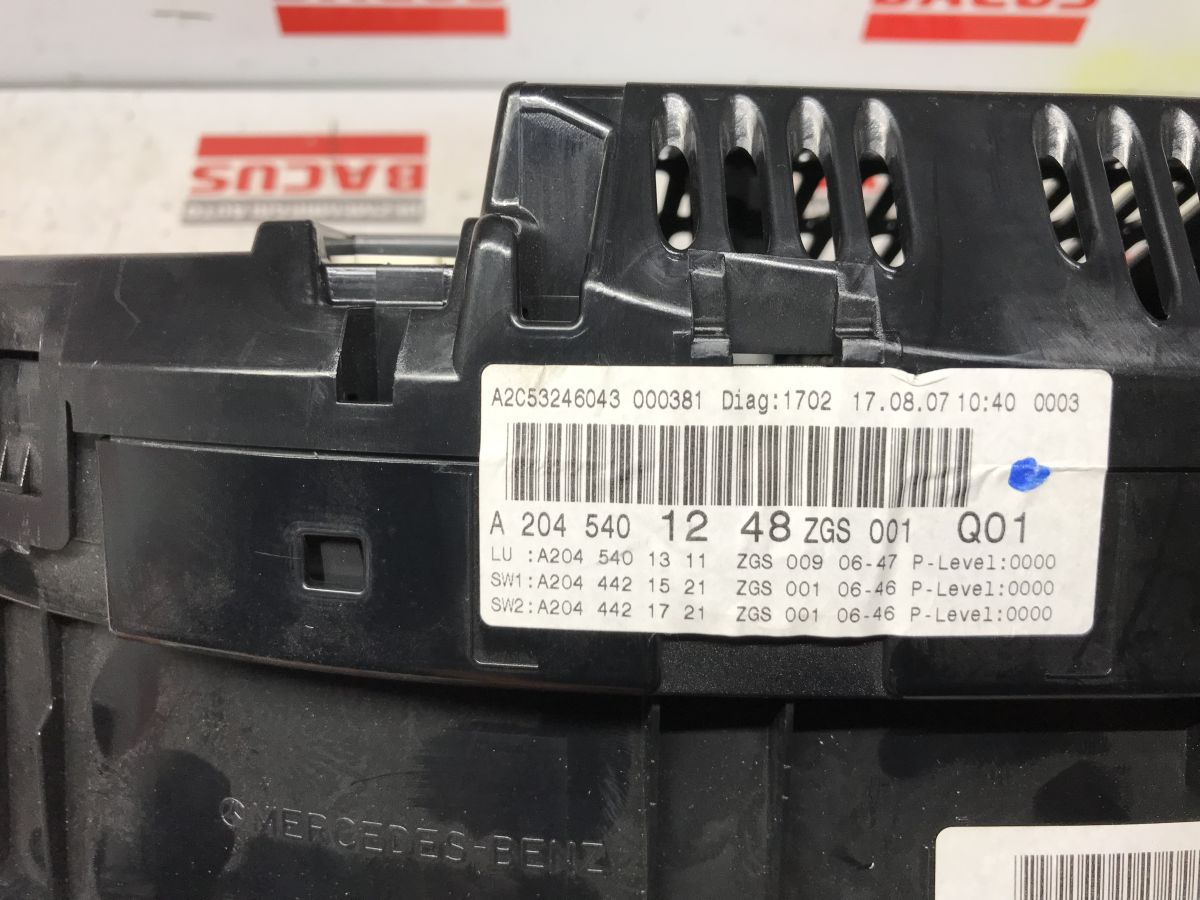 BACUS
A2C53246043 000381 Diag:1702 17.08.07 10:40 0003
A 204 540 12 48 ZGS 001 Q01
LU :A204 540 13 11 ZGS 009 06-47 P-Level:0000
SW1:A204 442 15 21 ZGS 001 06-46 P-Level:0000
SW2:A204 442 17 21 ZGS 001 06-46 P-Level:0000
MERCEDES-BENZ